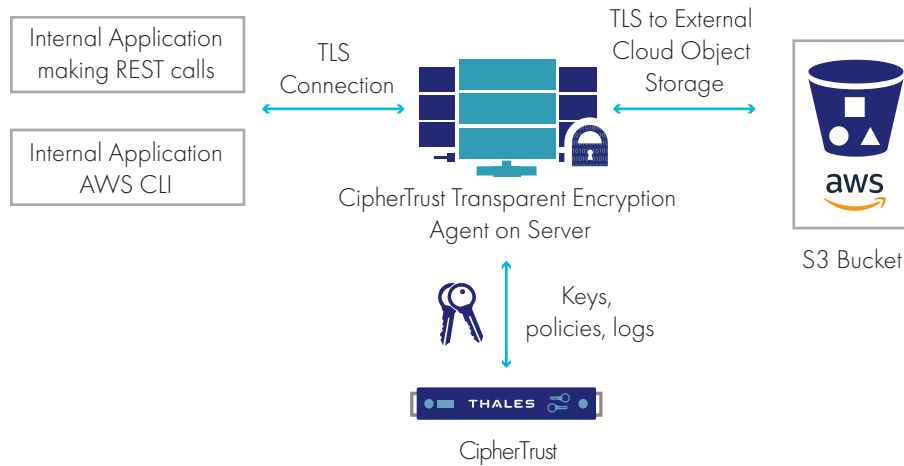 Internal Application
making REST calls
Internal Application
AWS CLI
TLS
Connection
TLS to External
Cloud Object
Storage
CipherTrust Transparent Encryption
Agent on Server
aws
S3 Bucket
Keys,
policies, logs
THALES
CipherTrust